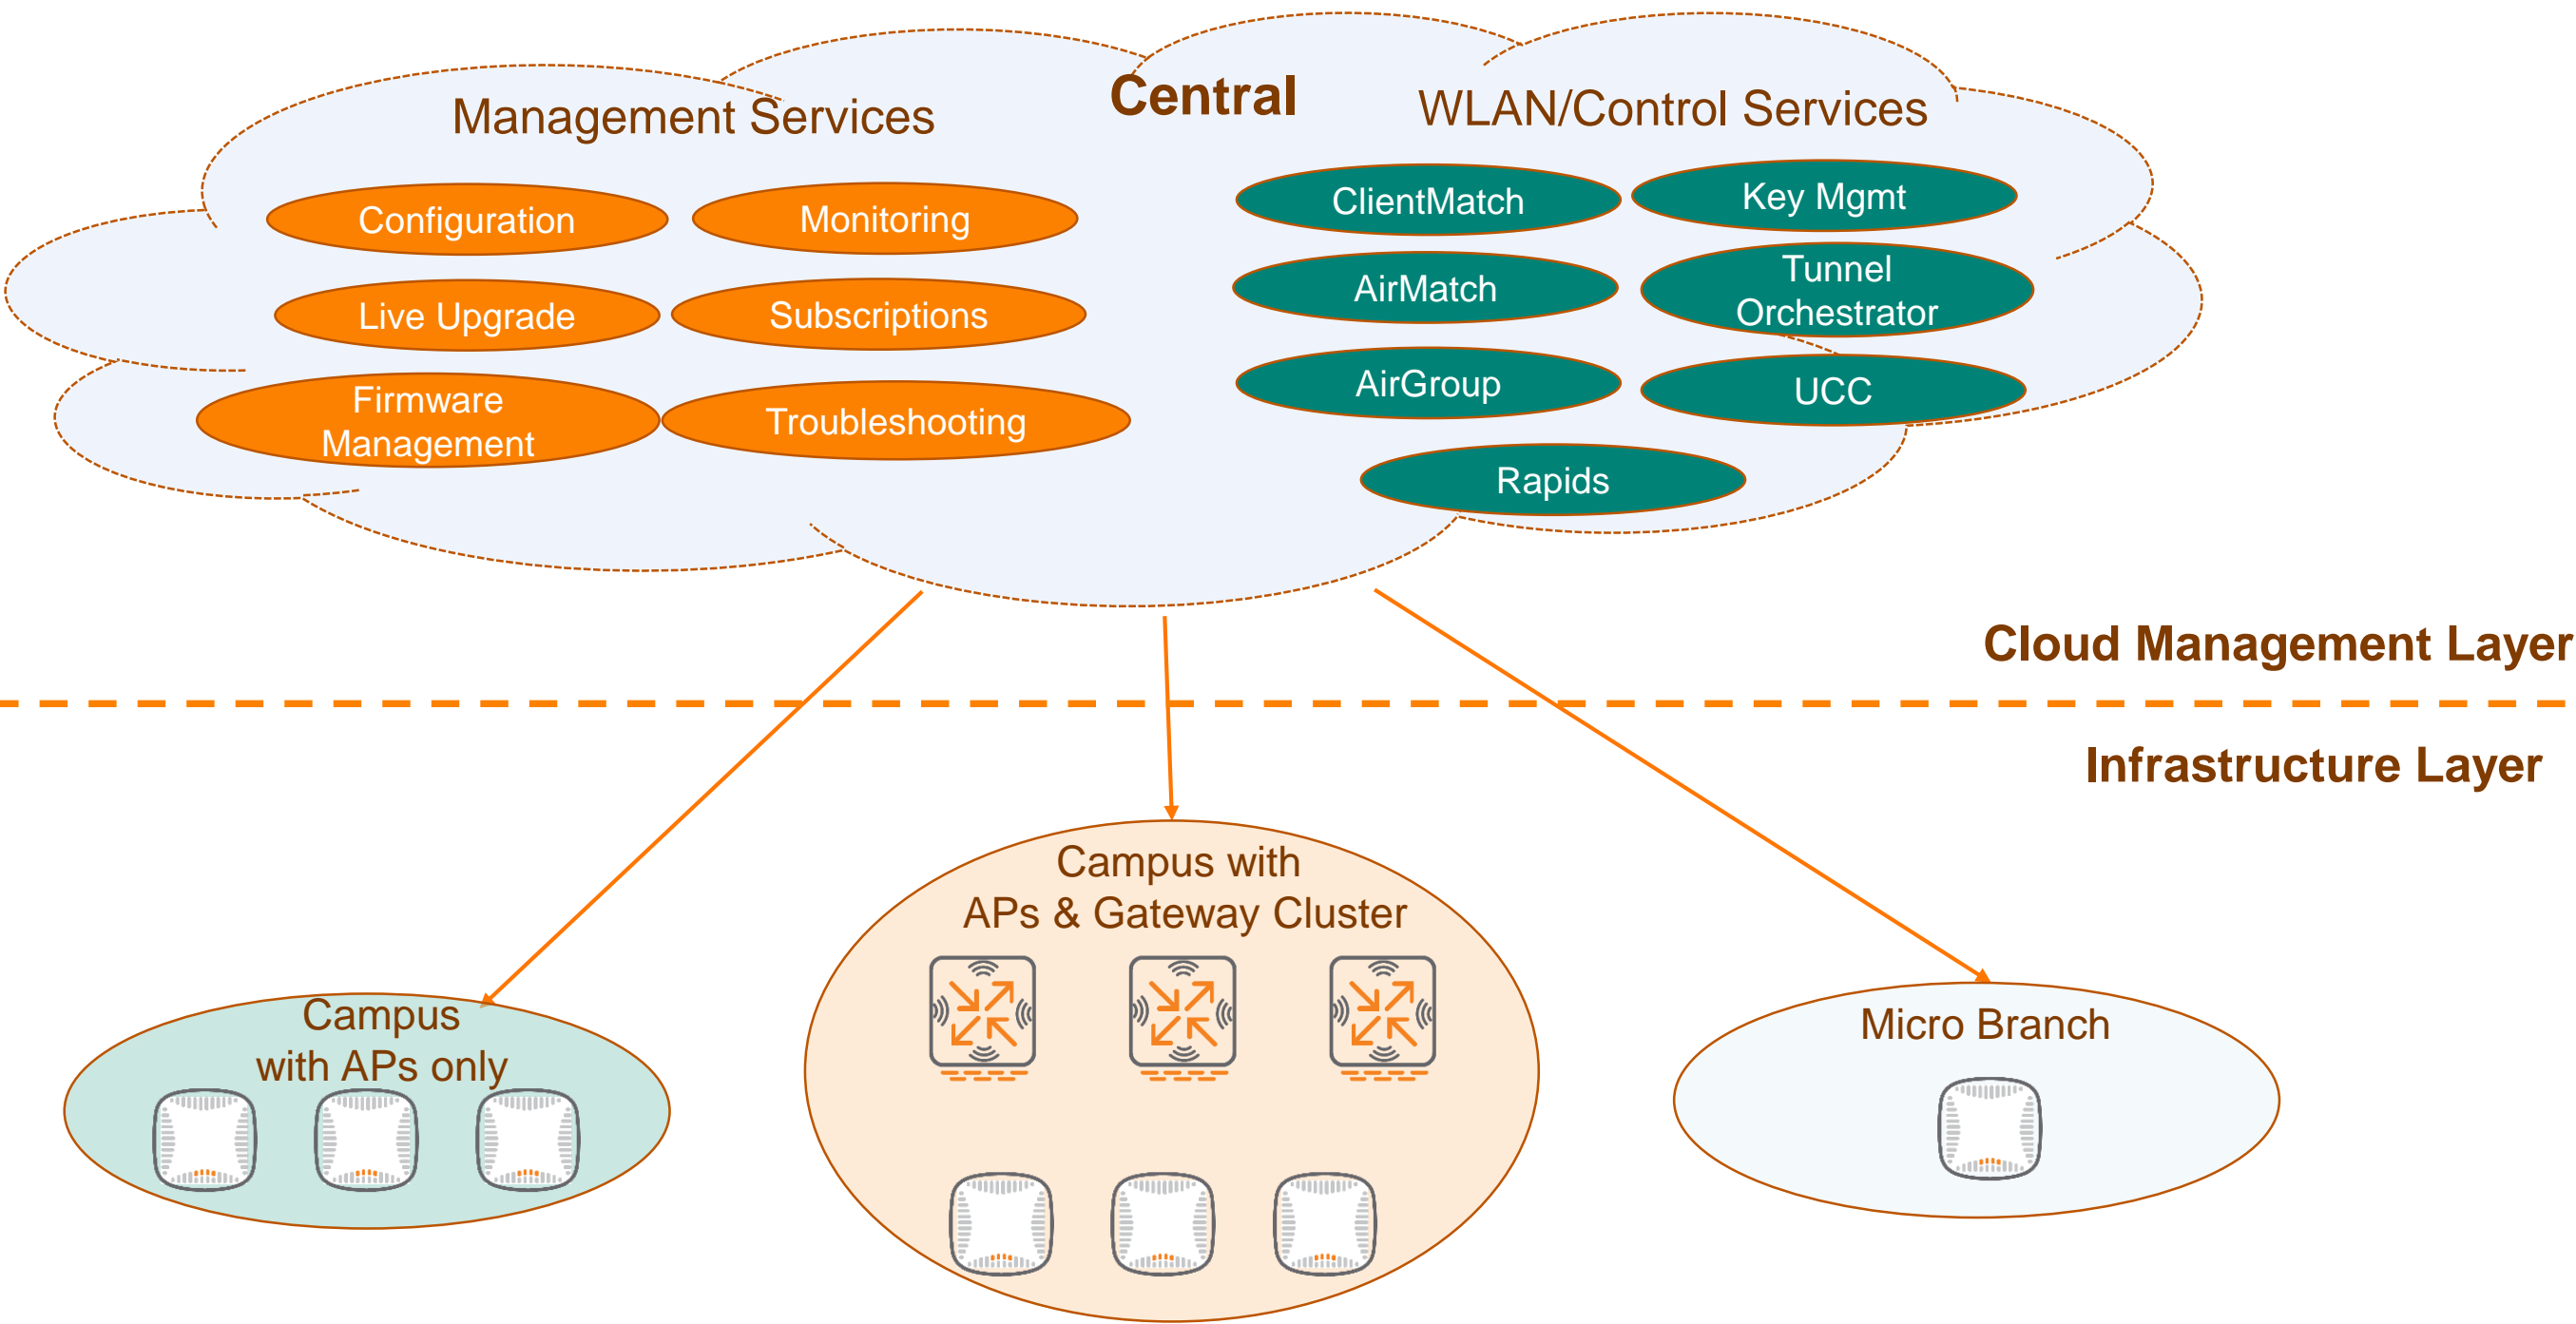 Central
Management Services
Configuration
Monitoring
Live Upgrade
Subscriptions
Firmware
Management
Troubleshooting
WLAN/Control Services
ClientMatch
Key Mgmt
AirMatch
Tunnel
Orchestrator
AirGroup
UCC
Rapids
Cloud Management Layer
Infrastructure Layer
Campus
with APs only
Campus with
APs & Gateway Cluster
Micro Branch